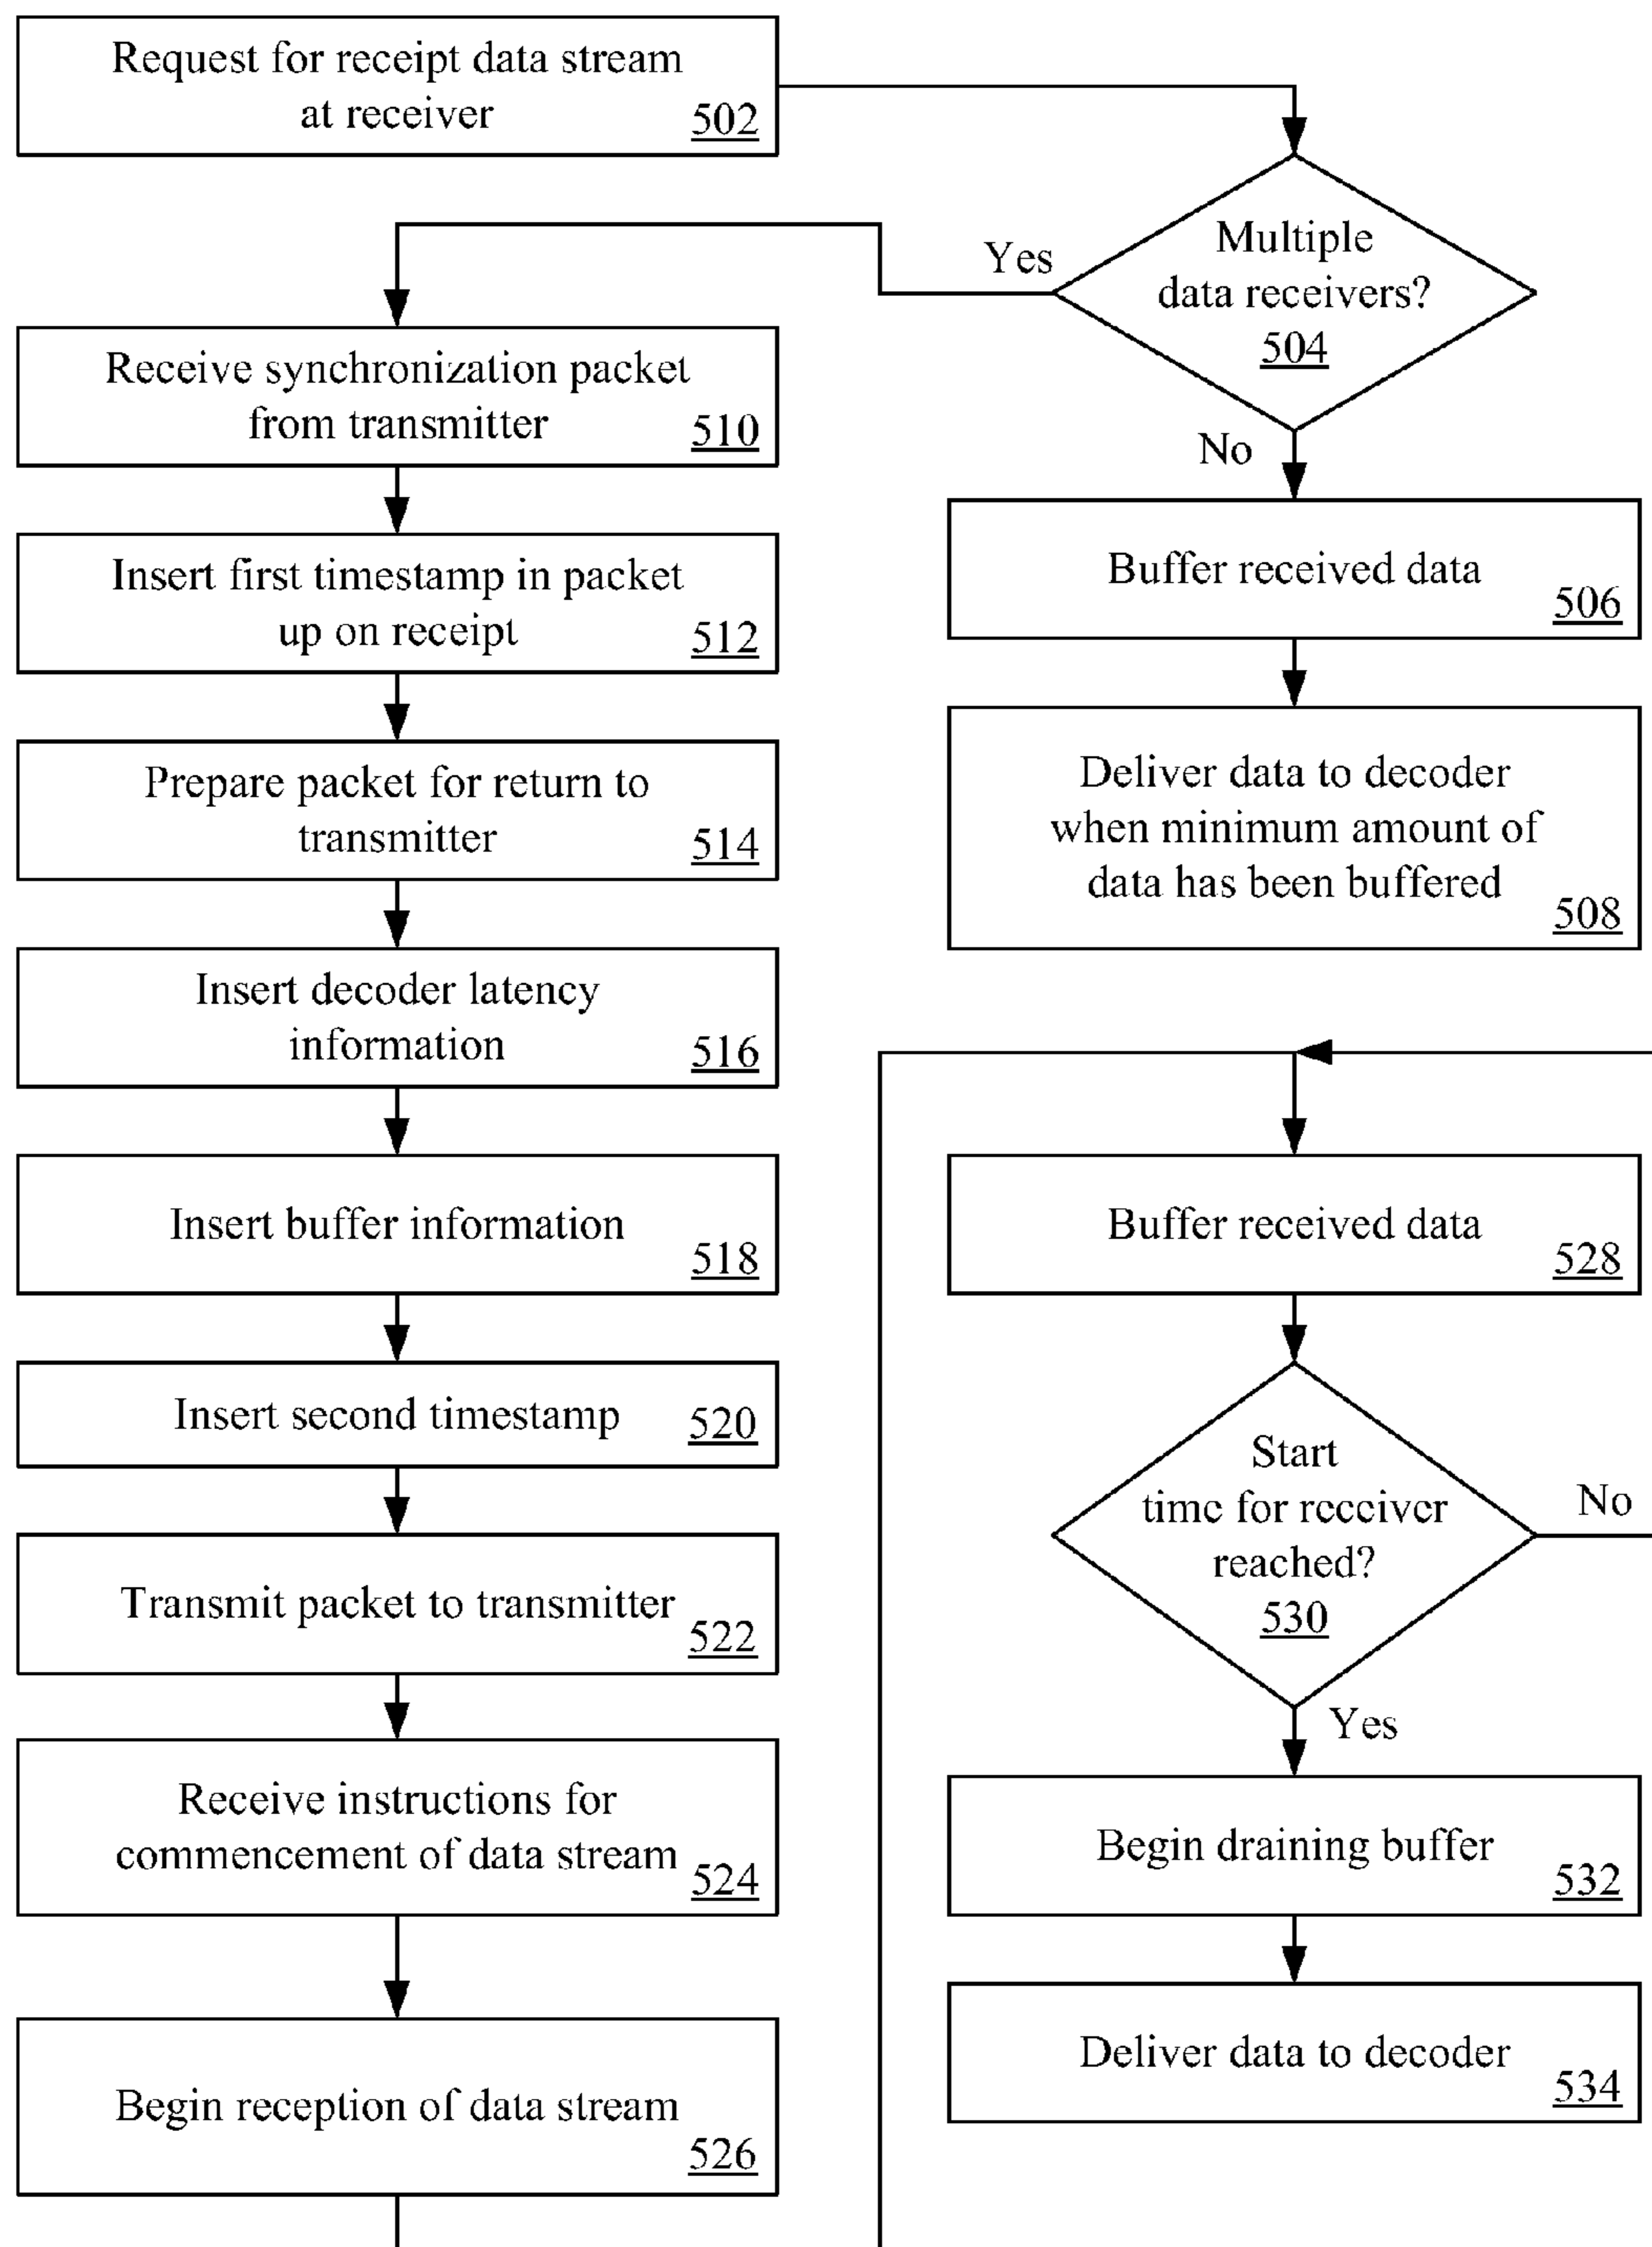 Request for receipt data stream
at receiver
502
Multiple
data receivers?
504
Yes
No
Receive synchronization packet
from transmitter
510
Insert first timestamp in packet
up on receipt
512
Prepare packet for return to
transmitter
514
Insert decoder latency
information
516
Insert buffer information
518
Insert second timestamp
520
Transmit packet to transmitter
522
Receive instructions for
commencement of data stream
524
Begin reception of data stream
526
Buffer received data
506
Deliver data to decoder
when minimum amount of
data has been buffered
508
Buffer received data
528
Start
time for receiver
reached?
530
No
Yes
Begin draining buffer
532
Deliver data to decoder
534